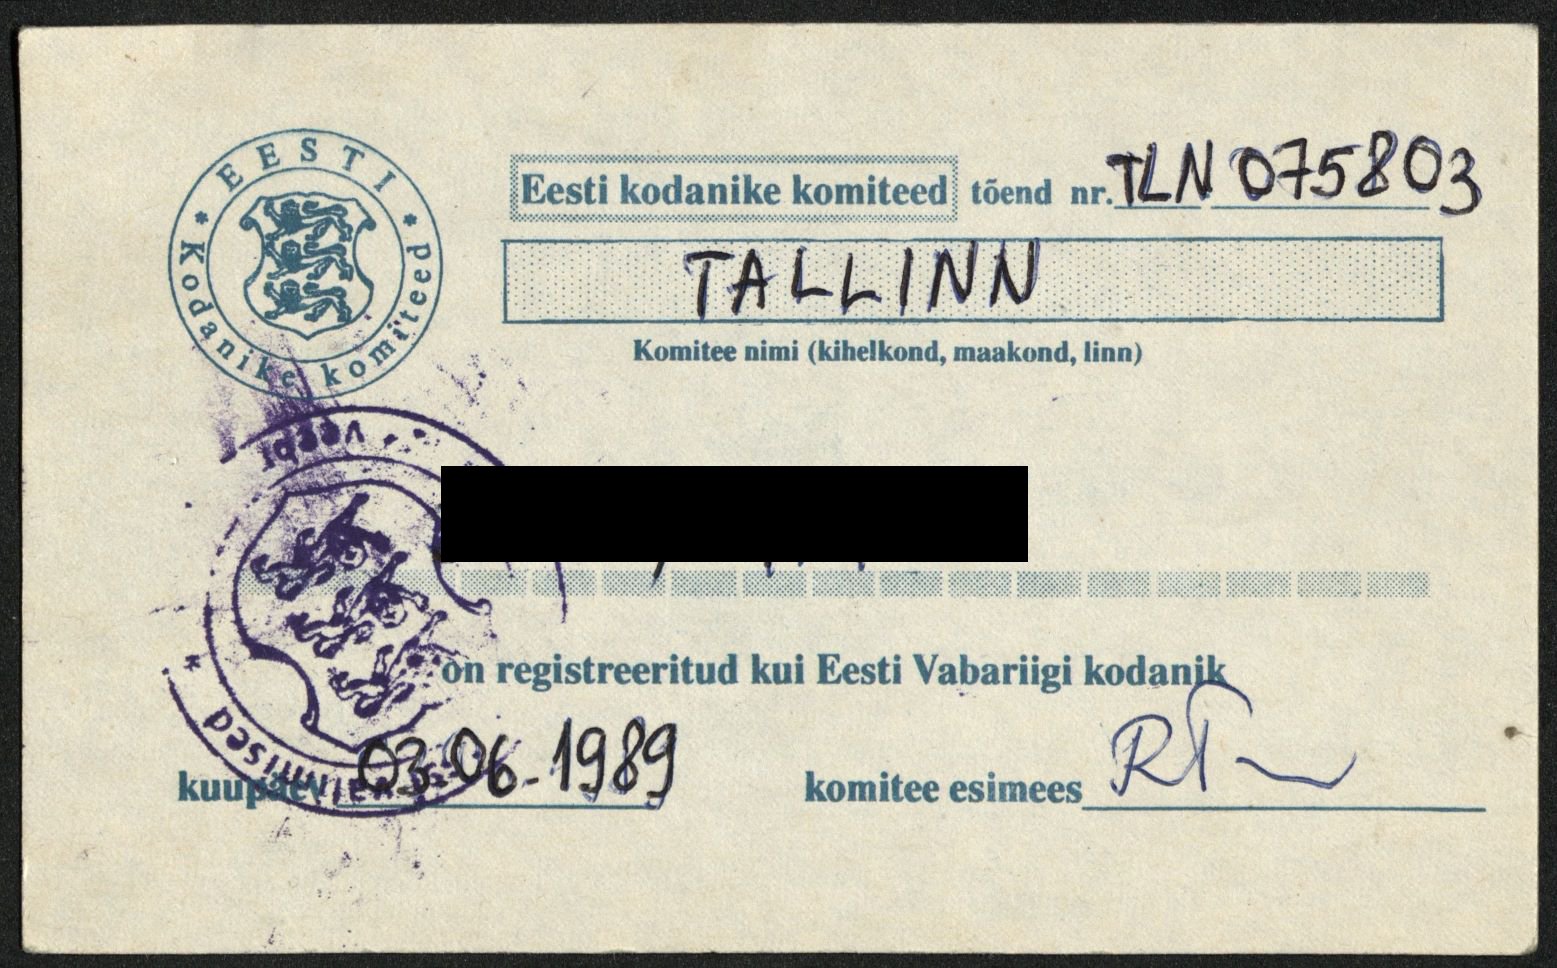 EESTI
Kodanike komiteed
Eesti kodanike komiteed tõend nr. TLN 075803
TALLINN
Komitee nimi (kihelkond, maakond, linn)
on registreeritud kui Eesti Vabariigi kodanik
kuupäev 03.06-1989
komitee esimees